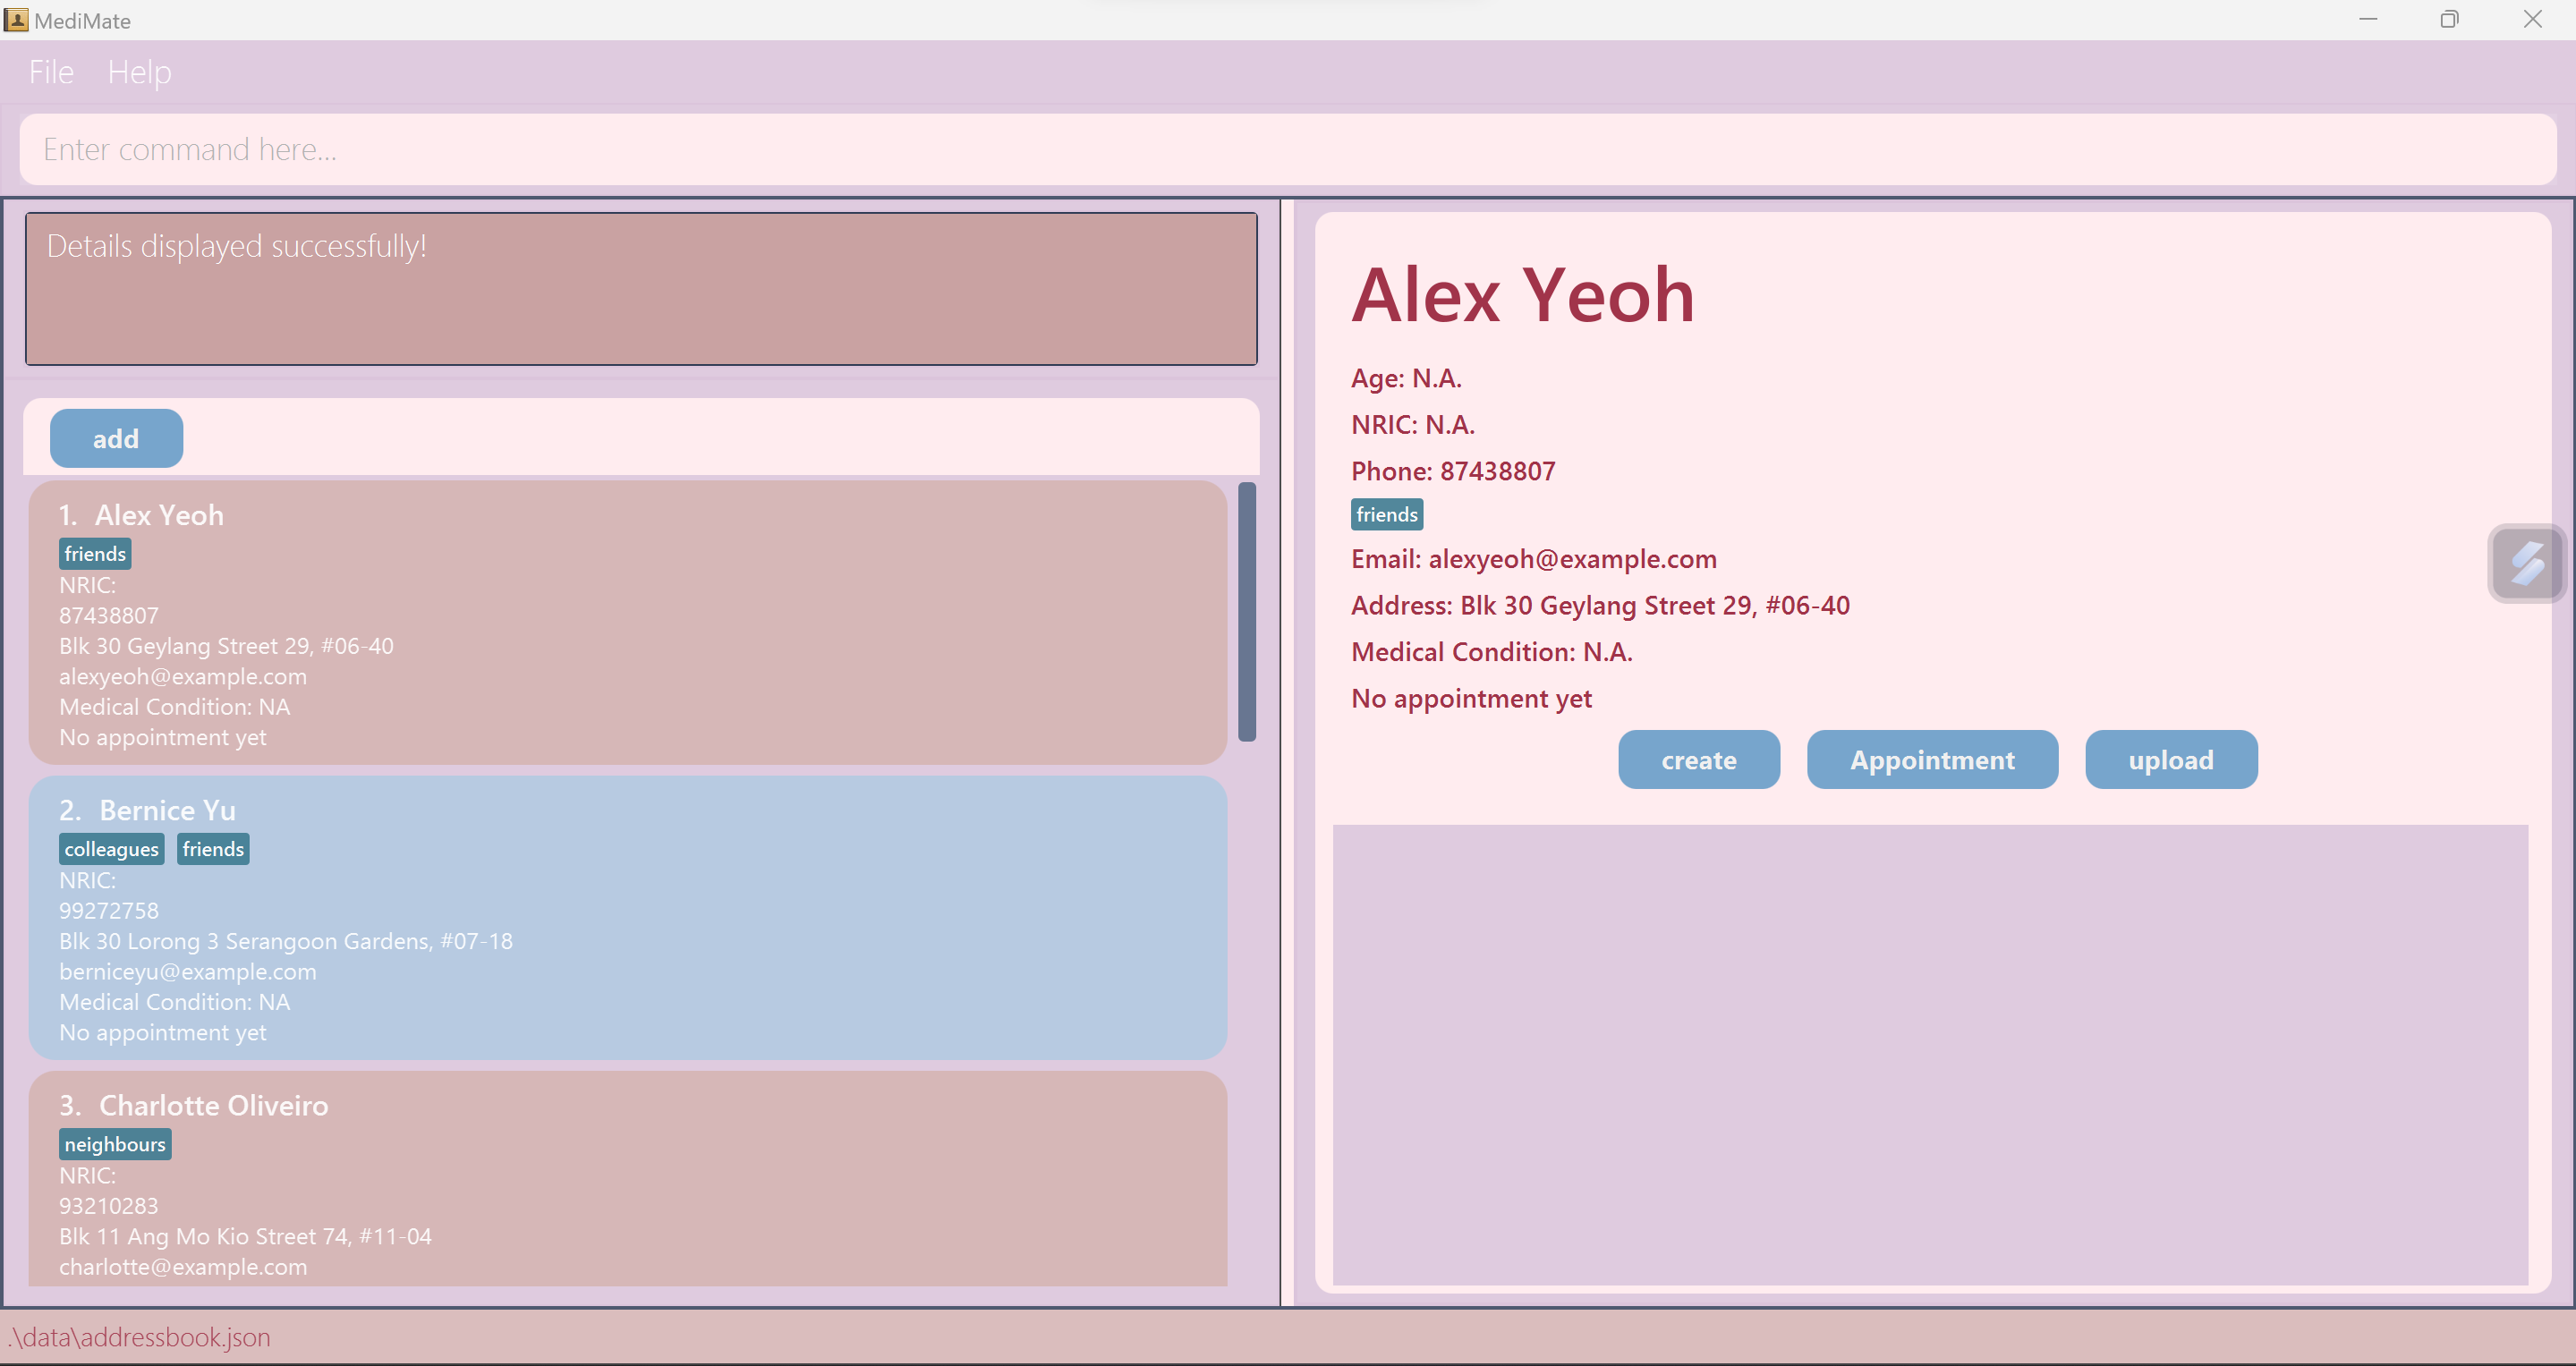 MediMate
File Help
Enter command here...
Details displayed successfully!
add
1. Alex Yeoh
friends
NRIC:
87438807
Blk 30 Geylang Street 29, #06-40
alexyeoh@example.com
Medical Condition: NA
No appointment yet
2. Bernice Yu
colleagues friends
NRIC:
99272758
Blk 30 Lorong 3 Serangoon Gardens, #07-18
berniceyu@example.com
Medical Condition: NA
No appointment yet
3. Charlotte Oliveiro
neighbours
NRIC:
93210283
Blk 11 Ang Mo Kio Street 74, #11-04
charlotte@example.com
Alex Yeoh
Age: N.A.
NRIC: N.A.
Phone: 87438807
friends
Email: alexyeoh@example.com
Address: Blk 30 Geylang Street 29, #06-40
Medical Condition: N.A.
No appointment yet
create Appointment upload
.\data\addressbook.json